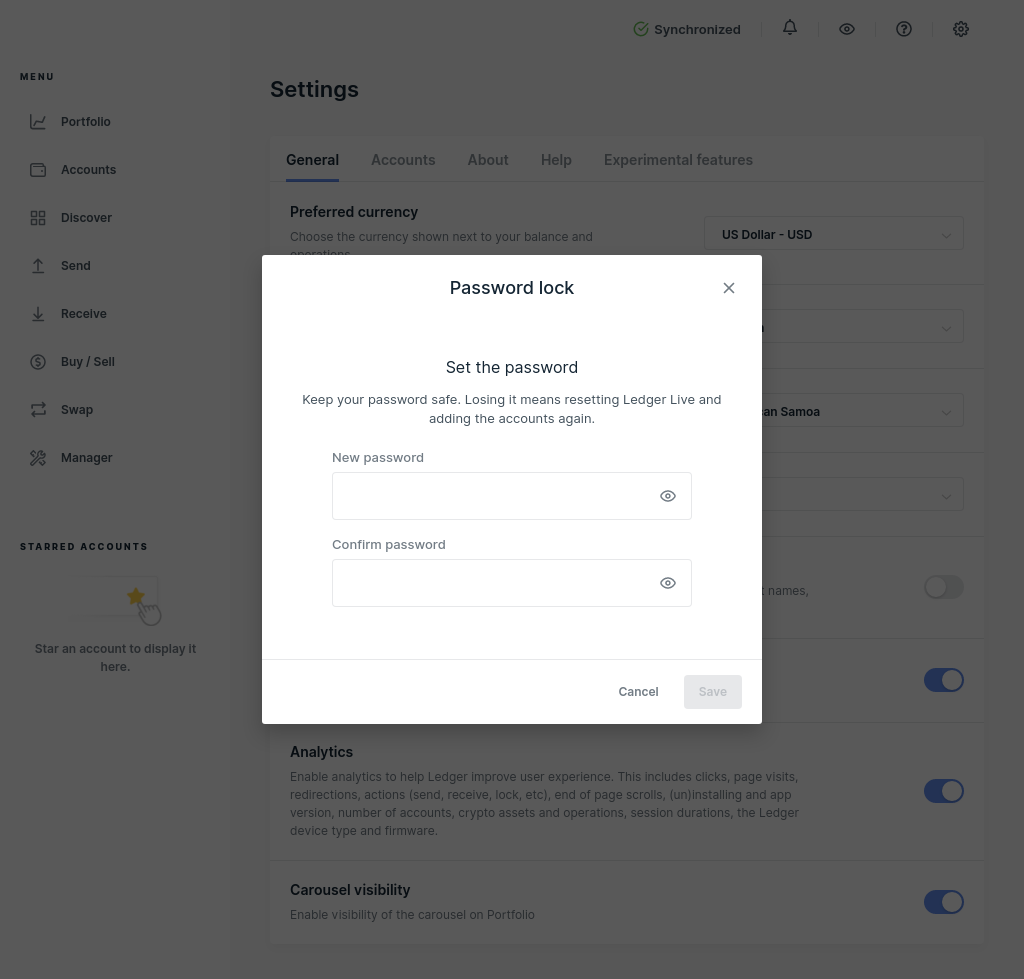 Synchronized
MENU
Portfolio
Accounts
Discover
Send
Receive
Buy / Sell
Swap
Manager
STARRED ACCOUNTS
Star an account to display it
here.
Settings
General
Accounts
About
Help
Experimental features
Preferred currency
Choose the currency shown next to your balance and
operations.
US Dollar - USD
Password lock
Set the password
Keep your password safe. Losing it means resetting Ledger Live and
adding the accounts again.
New password
Confirm password
Cancel
Save
Samoa
names,
Analytics
Enable analytics to help Ledger improve user experience. This includes clicks, page visits,
redirections, actions (send, receive, lock, etc), end of page scrolls, (un)installing and app
version, number of accounts, crypto assets and operations, session durations, the Ledger
device type and firmware.
Carousel visibility
Enable visibility of the carousel on Portfolio